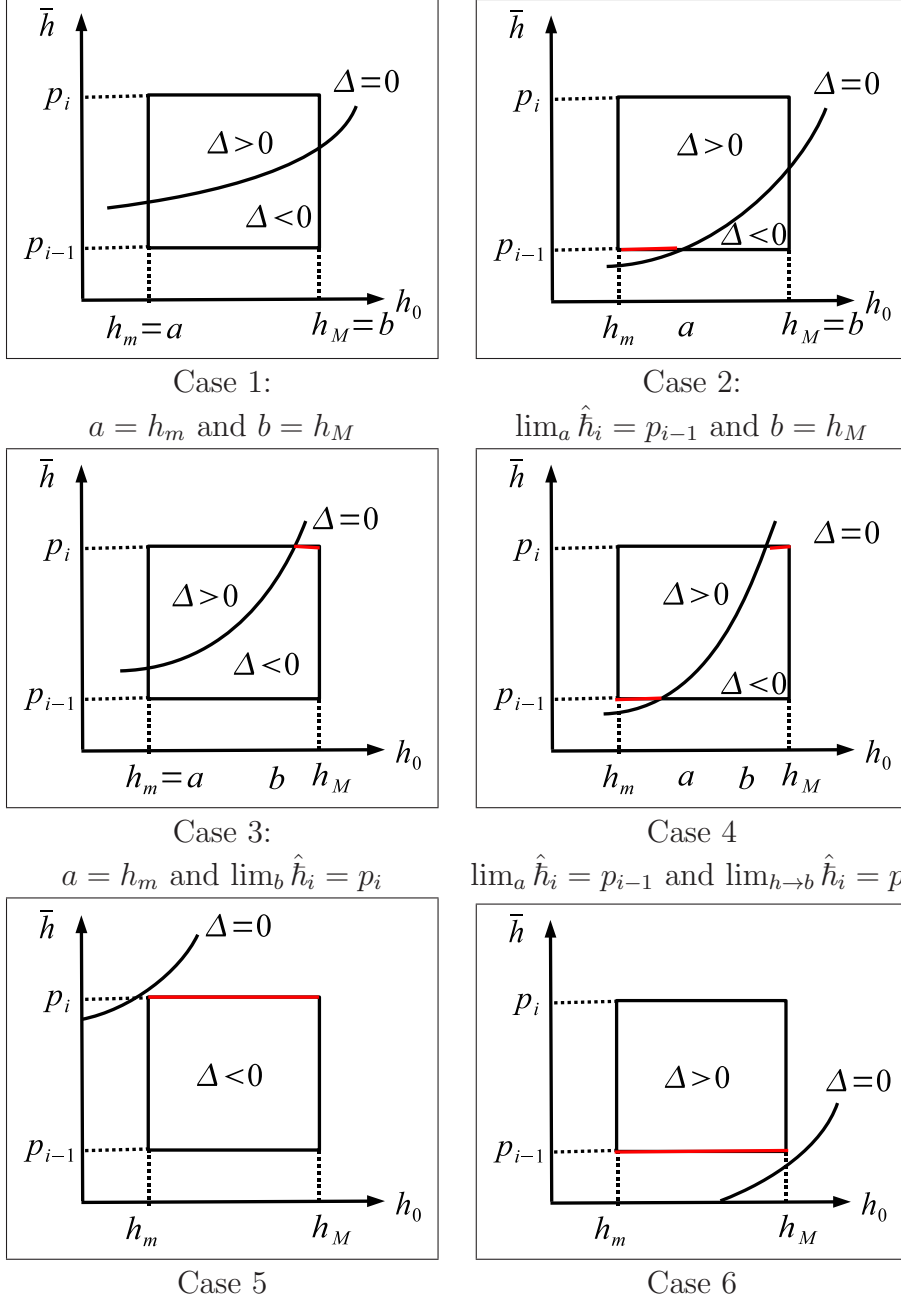 h̄
Δ=0
p_i
Δ>0
Δ<0
p_{i−1}
h_0
h_m=a
h_M=b
Case 1:
a = h_m and b = h_M
h̄
Δ=0
p_i
Δ>0
Δ<0
p_{i−1}
h_0
h_m
a
h_M=b
Case 2:
lim_a ĥ̄_i = p_{i−1} and b = h_M
h̄
Δ=0
p_i
Δ>0
Δ<0
p_{i−1}
h_0
h_m=a
b
h_M
Case 3:
a = h_m and lim_b ĥ̄_i = p_i
h̄
Δ=0
p_i
Δ>0
Δ<0
p_{i−1}
h_0
h_m
a
b
h_M
Case 4
lim_a ĥ̄_i = p_{i−1} and lim_{h→b} ĥ̄_i = p
h̄
Δ=0
p_i
Δ<0
p_{i−1}
h_0
h_m
h_M
Case 5
h̄
p_i
Δ>0
Δ=0
p_{i−1}
h_0
h_m
h_M
Case 6